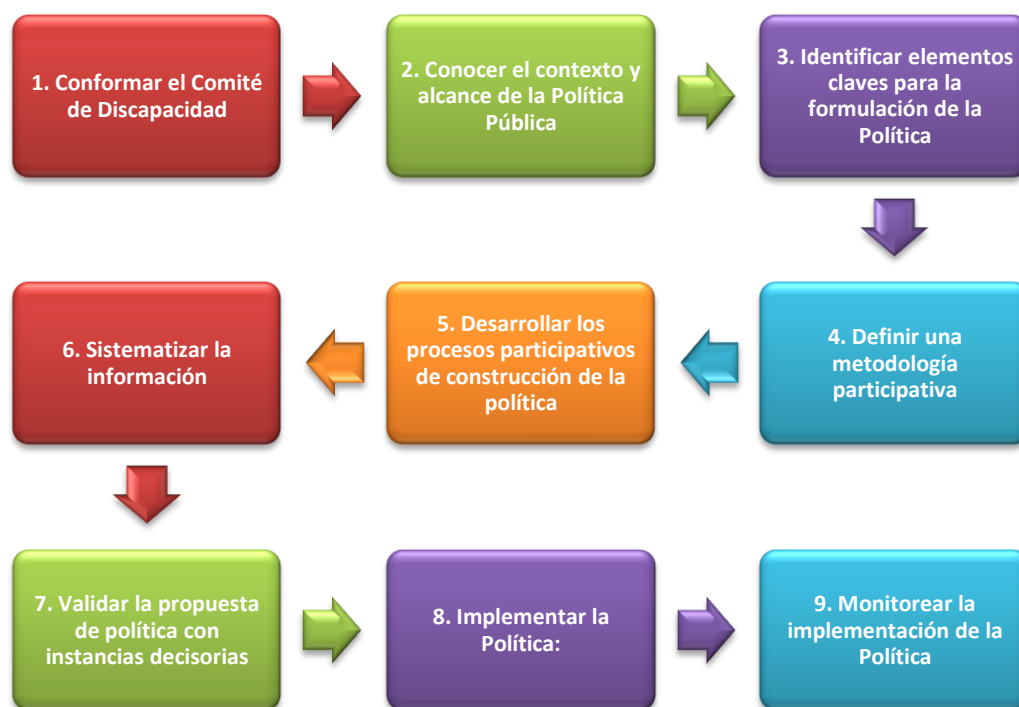 1. Conformar el Comité
de Discapacidad
2. Conocer el contexto y
alcance de la Política
Pública
3. Identificar elementos
claves para la
formulación de la
Política
4. Definir una
metodología
participativa
5. Desarrollar los
procesos participativos
de construcción de la
política
6. Sistematizar la
información
7. Validar la propuesta
de política con
instancias decisorias
8. Implementar la
Política:
9. Monitorear la
implementación de la
Política